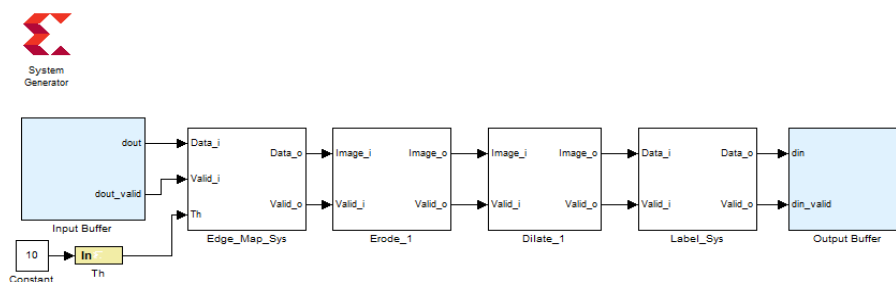 System
Generator
dout
dout_valid
Input Buffer
10
Constant
In
Th
Data_i
Valid_i
Th
Data_o
Valid_o
Edge_Map_Sys
Image_i
Valid_i
Image_o
Valid_o
Erode_1
Image_i
Valid_i
Image_o
Valid_o
Dilate_1
Data_i
Valid_i
Data_o
Valid_o
Label_Sys
din
din_valid
Output Buffer